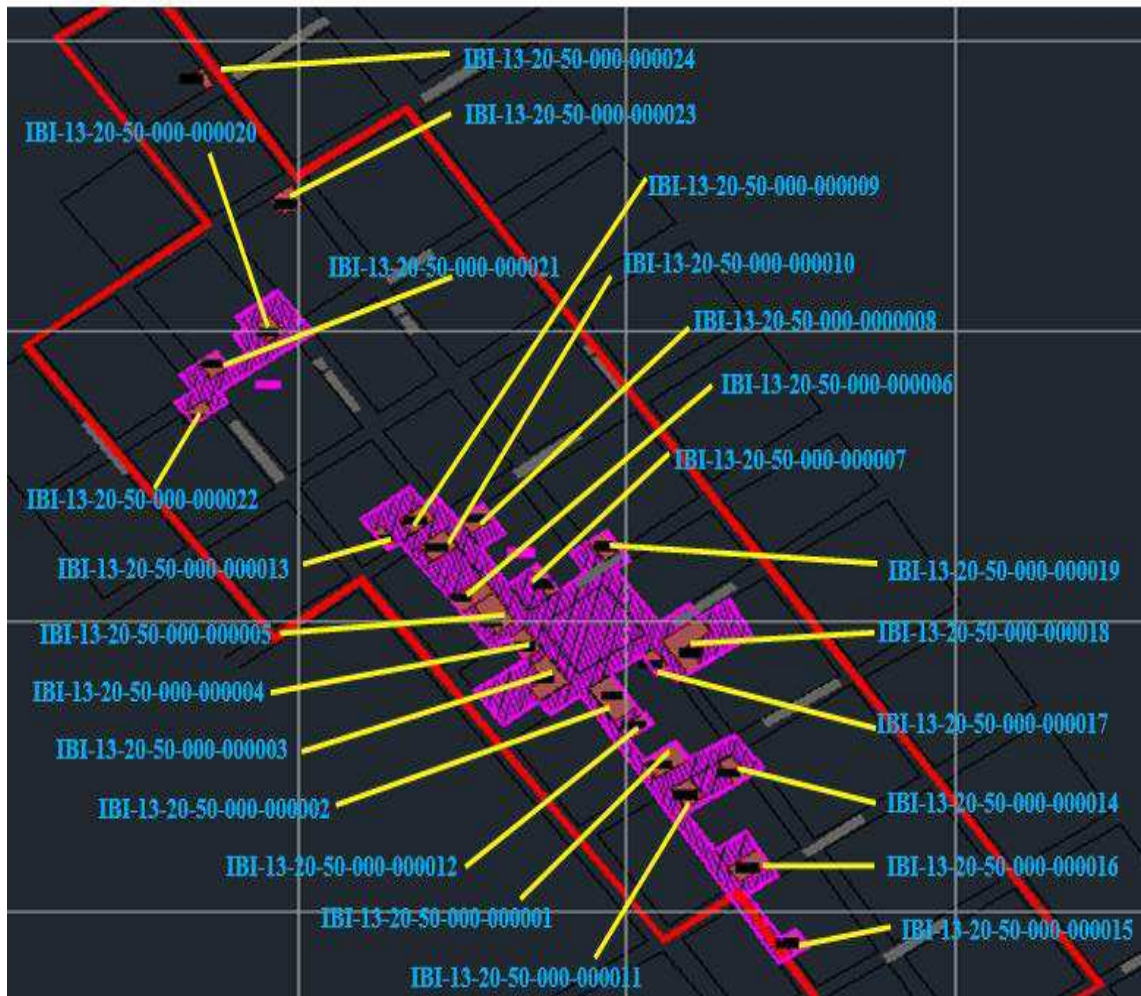 IBI-13-20-50-000-000024
IBI-13-20-50-000-000023
IBI-13-20-50-000-000020
IBI-13-20-50-000-000009
IBI-13-20-50-000-000021
IBI-13-20-50-000-000010
IBI-13-20-50-000-0000008
IBI-13-20-50-000-000006
IBI-13-20-50-000-000007
IBI-13-20-50-000-000022
IBI-13-20-50-000-000013
IBI-13-20-50-000-000019
IBI-13-20-50-000-000005
IBI-13-20-50-000-000018
IBI-13-20-50-000-000004
IBI-13-20-50-000-000017
IBI-13-20-50-000-000003
IBI-13-20-50-000-000014
IBI-13-20-50-000-000002
IBI-13-20-50-000-000012
IBI-13-20-50-000-000016
IBI-13-20-50-000-000001
IBI-13-20-50-000-000015
IBI-13-20-50-000-000011